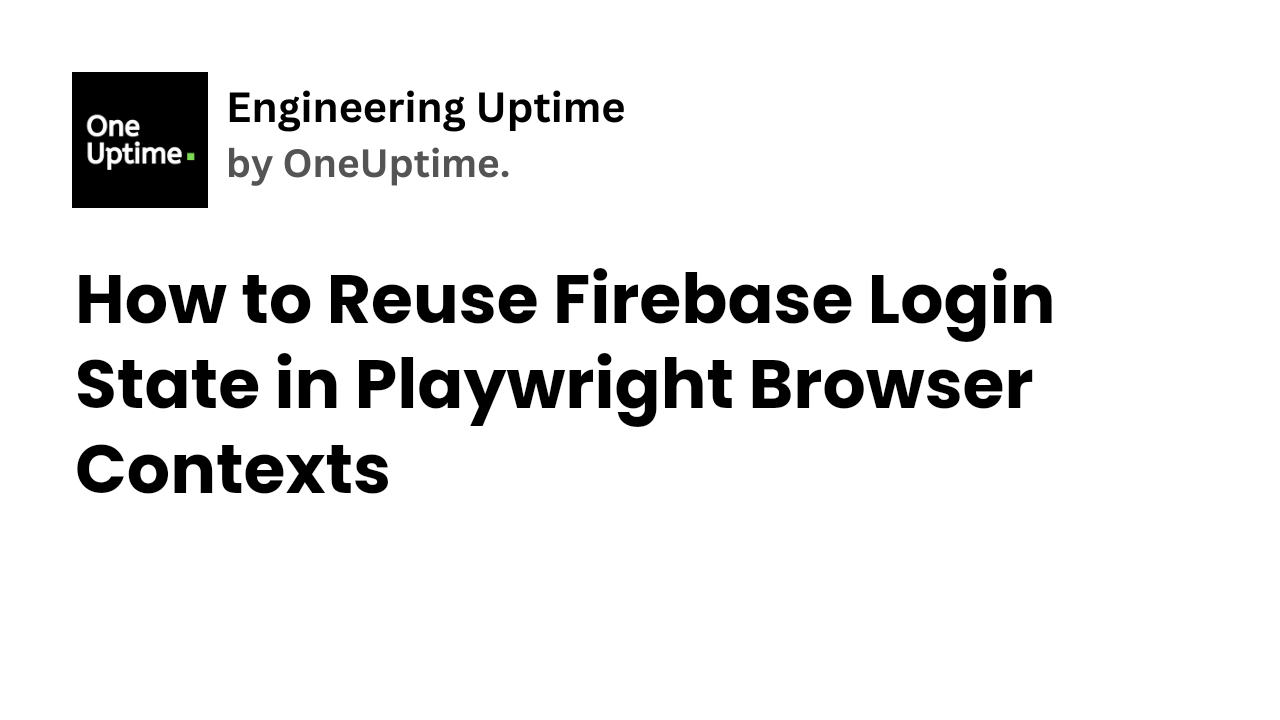 One
Uptime.
Engineering Uptime
by OneUptime.
How to Reuse Firebase Login
State in Playwright Browser
Contexts